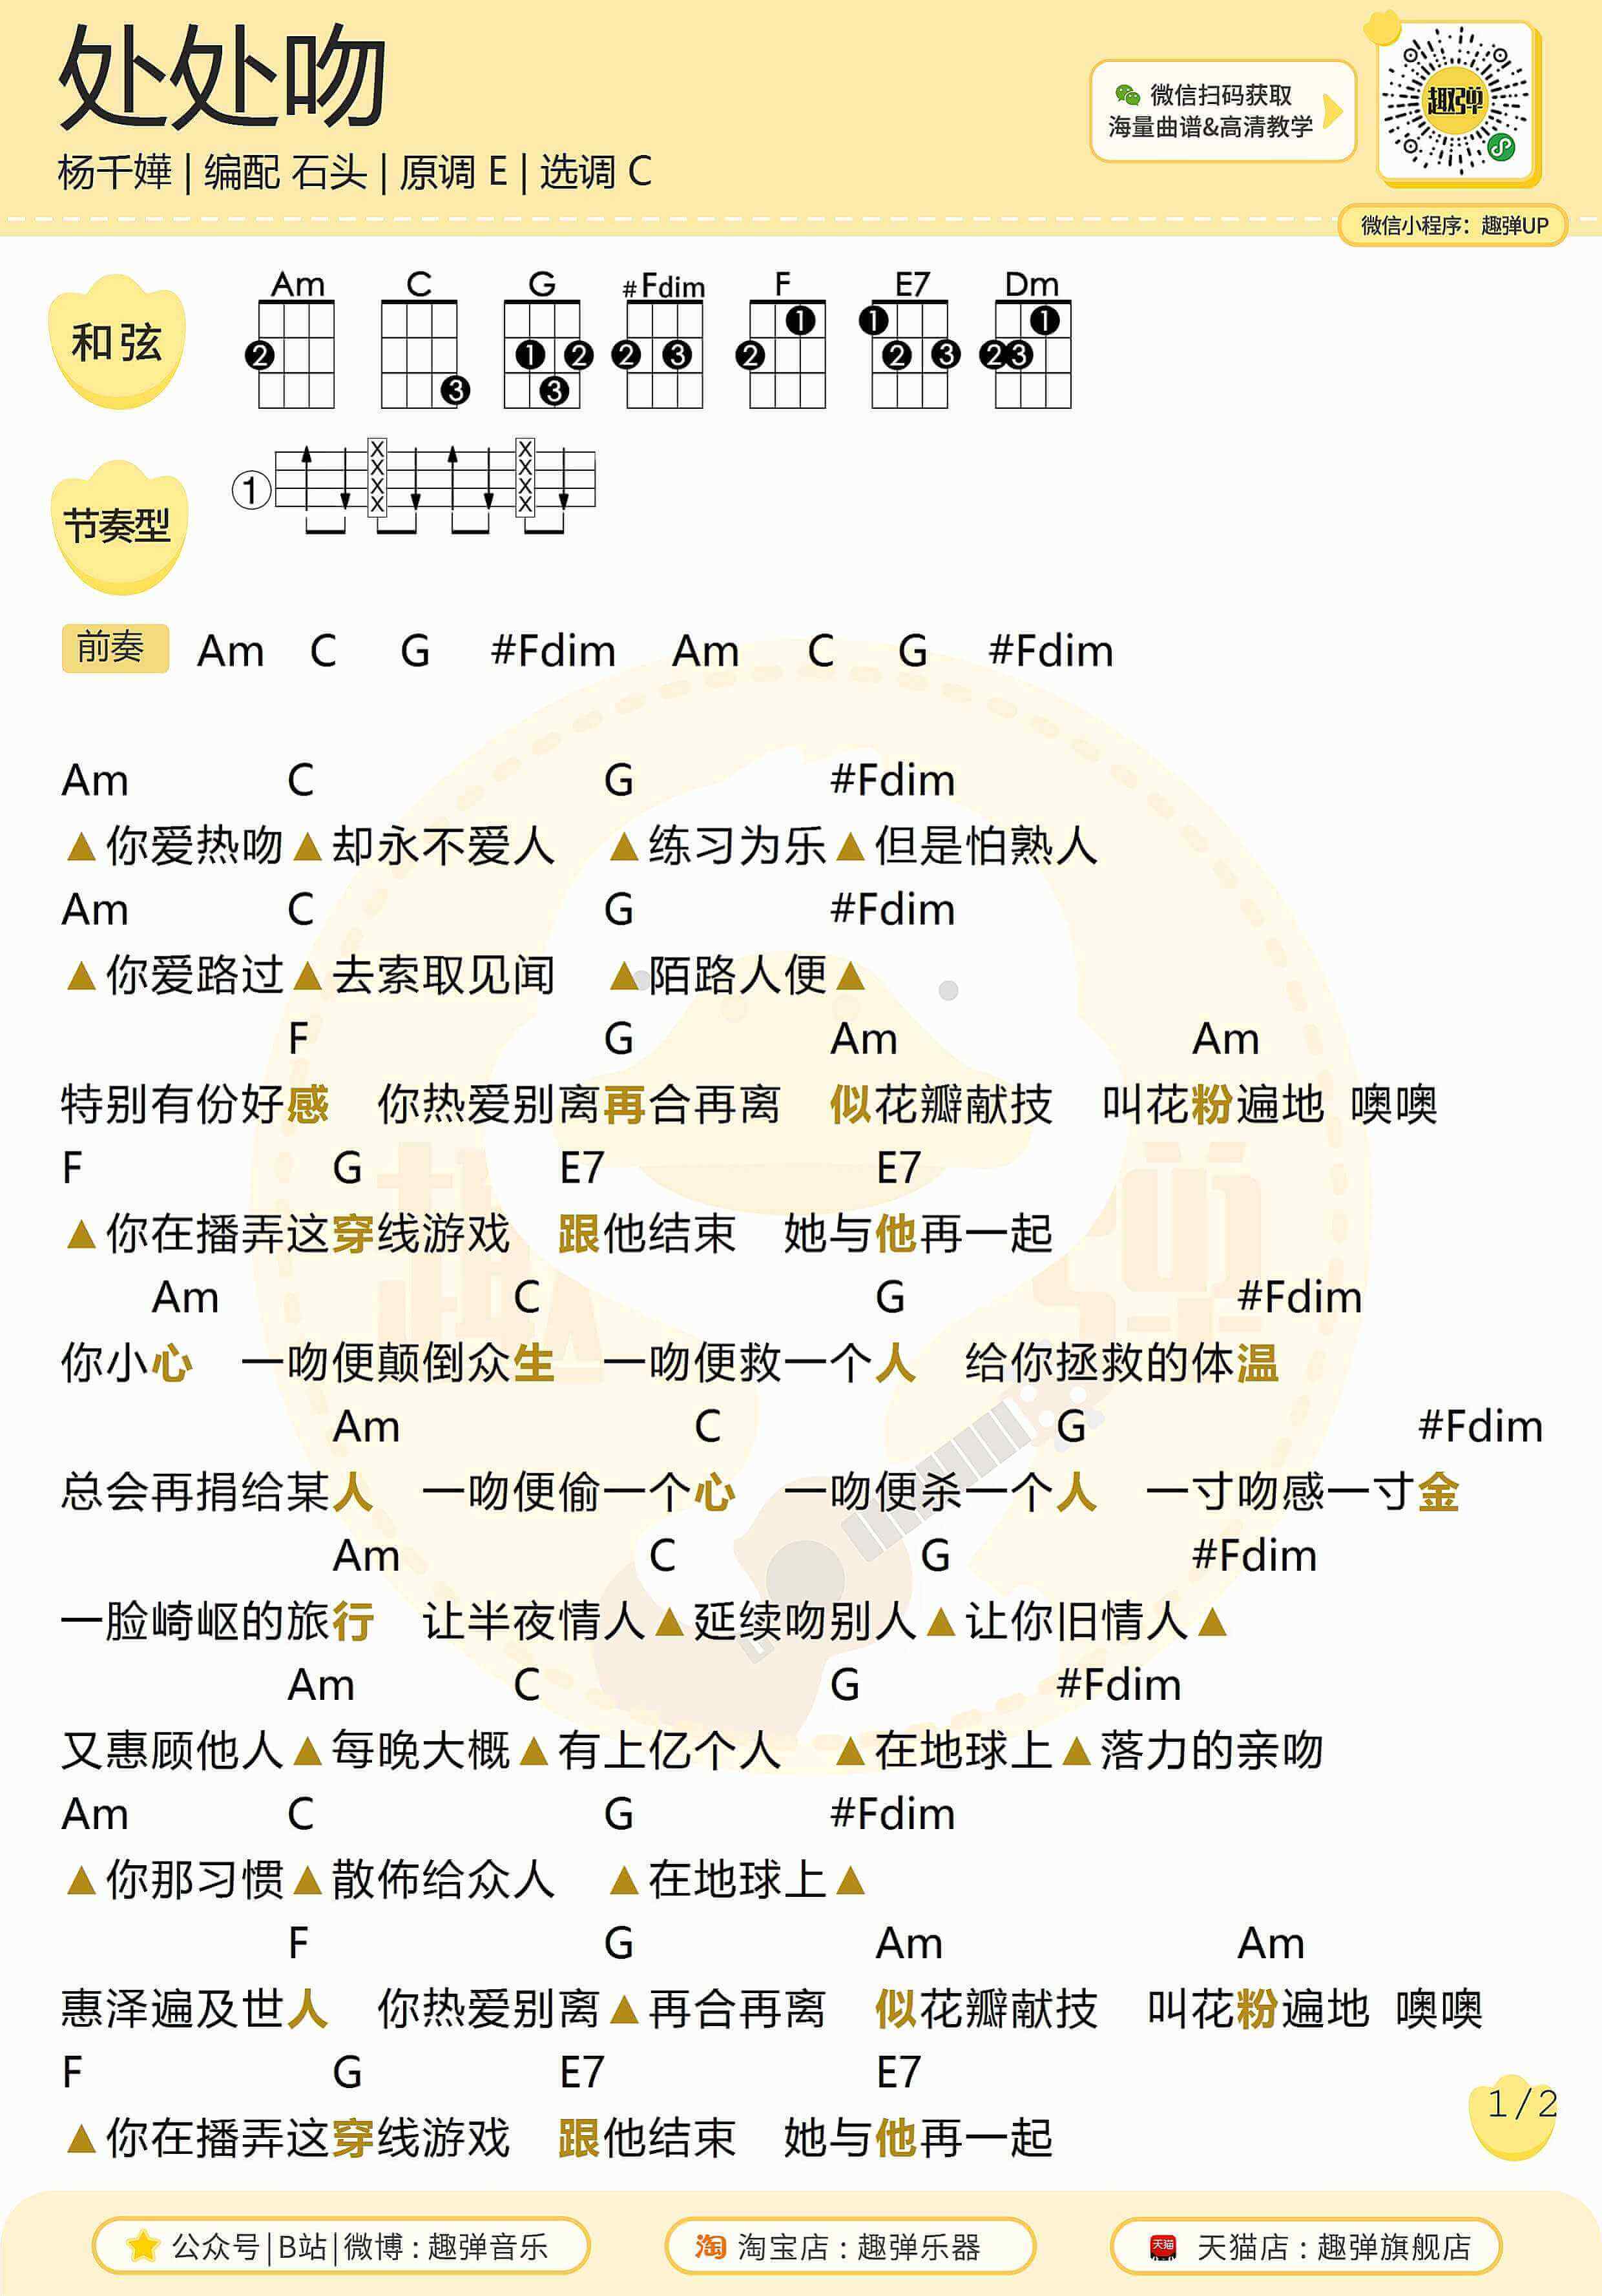 处处吻
杨千嬅 | 编配 石头 | 原调 E | 选调 C
微信扫码获取
海量曲谱&高清教学
趣弹
微信小程序：趣弹UP
和弦
Am C G #Fdim F E7 Dm
2 3 1 2 3 2 3 1 2 1 2 3 1 2 3
节奏型
① X X X X X X X X
前奏 Am C G #Fdim Am C G #Fdim
Am C G #Fdim
▲你爱热吻▲却永不爱人 ▲练习为乐▲但是怕熟人
Am C G #Fdim
▲你爱路过▲去索取见闻 ▲陌路人便▲
F G Am Am
特别有份好感 你热爱别离再合再离 似花瓣献技 叫花粉遍地 噢噢
F G E7 E7
▲你在播弄这穿线游戏 跟他结束 她与他再一起
Am C G #Fdim
你小心 一吻便颠倒众生 一吻便救一个人 给你拯救的体温
Am C G #Fdim
总会再捐给某人 一吻便偷一个心 一吻便杀一个人 一寸吻感一寸金
Am C G #Fdim
一脸崎岖的旅行 让半夜情人▲延续吻别人▲让你旧情人▲
Am C G #Fdim
又惠顾他人▲每晚大概▲有上亿个人 ▲在地球上▲落力的亲吻
Am C G #Fdim
▲你那习惯▲散佈给众人 ▲在地球上▲
F G Am Am
惠泽遍及世人 你热爱别离▲再合再离 似花瓣献技 叫花粉遍地 噢噢
F G E7 E7
▲你在播弄这穿线游戏 跟他结束 她与他再一起
1/2
公众号|B站|微博：趣弹音乐
淘 淘宝店：趣弹乐器
天猫 天猫店：趣弹旗舰店